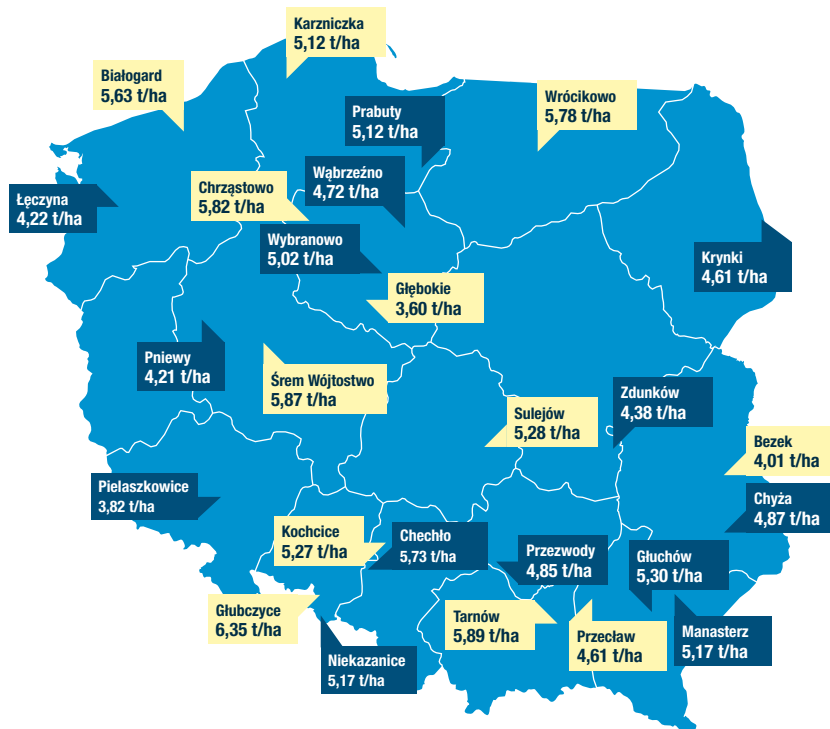 Karzniczka
5,12 t/ha
Białogard
5,63 t/ha
Wrócikowo
5,78 t/ha
Prabuty
5,12 t/ha
Wąbrzeźno
4,72 t/ha
Chrząstowo
5,82 t/ha
Łęczyna
4,22 t/ha
Wybranowo
5,02 t/ha
Krynki
4,61 t/ha
Głębokie
3,60 t/ha
Pniewy
4,21 t/ha
Śrem Wójtostwo
5,87 t/ha
Zdunków
4,38 t/ha
Sulejów
5,28 t/ha
Bezek
4,01 t/ha
Pielaszkowice
3,82 t/ha
Chyża
4,87 t/ha
Kochcice
5,27 t/ha
Chechło
5,73 t/ha
Przezwody
4,85 t/ha
Głuchów
5,30 t/ha
Głubczyce
6,35 t/ha
Tarnów
5,89 t/ha
Przecław
4,61 t/ha
Manasterz
5,17 t/ha
Niekazanice
5,17 t/ha